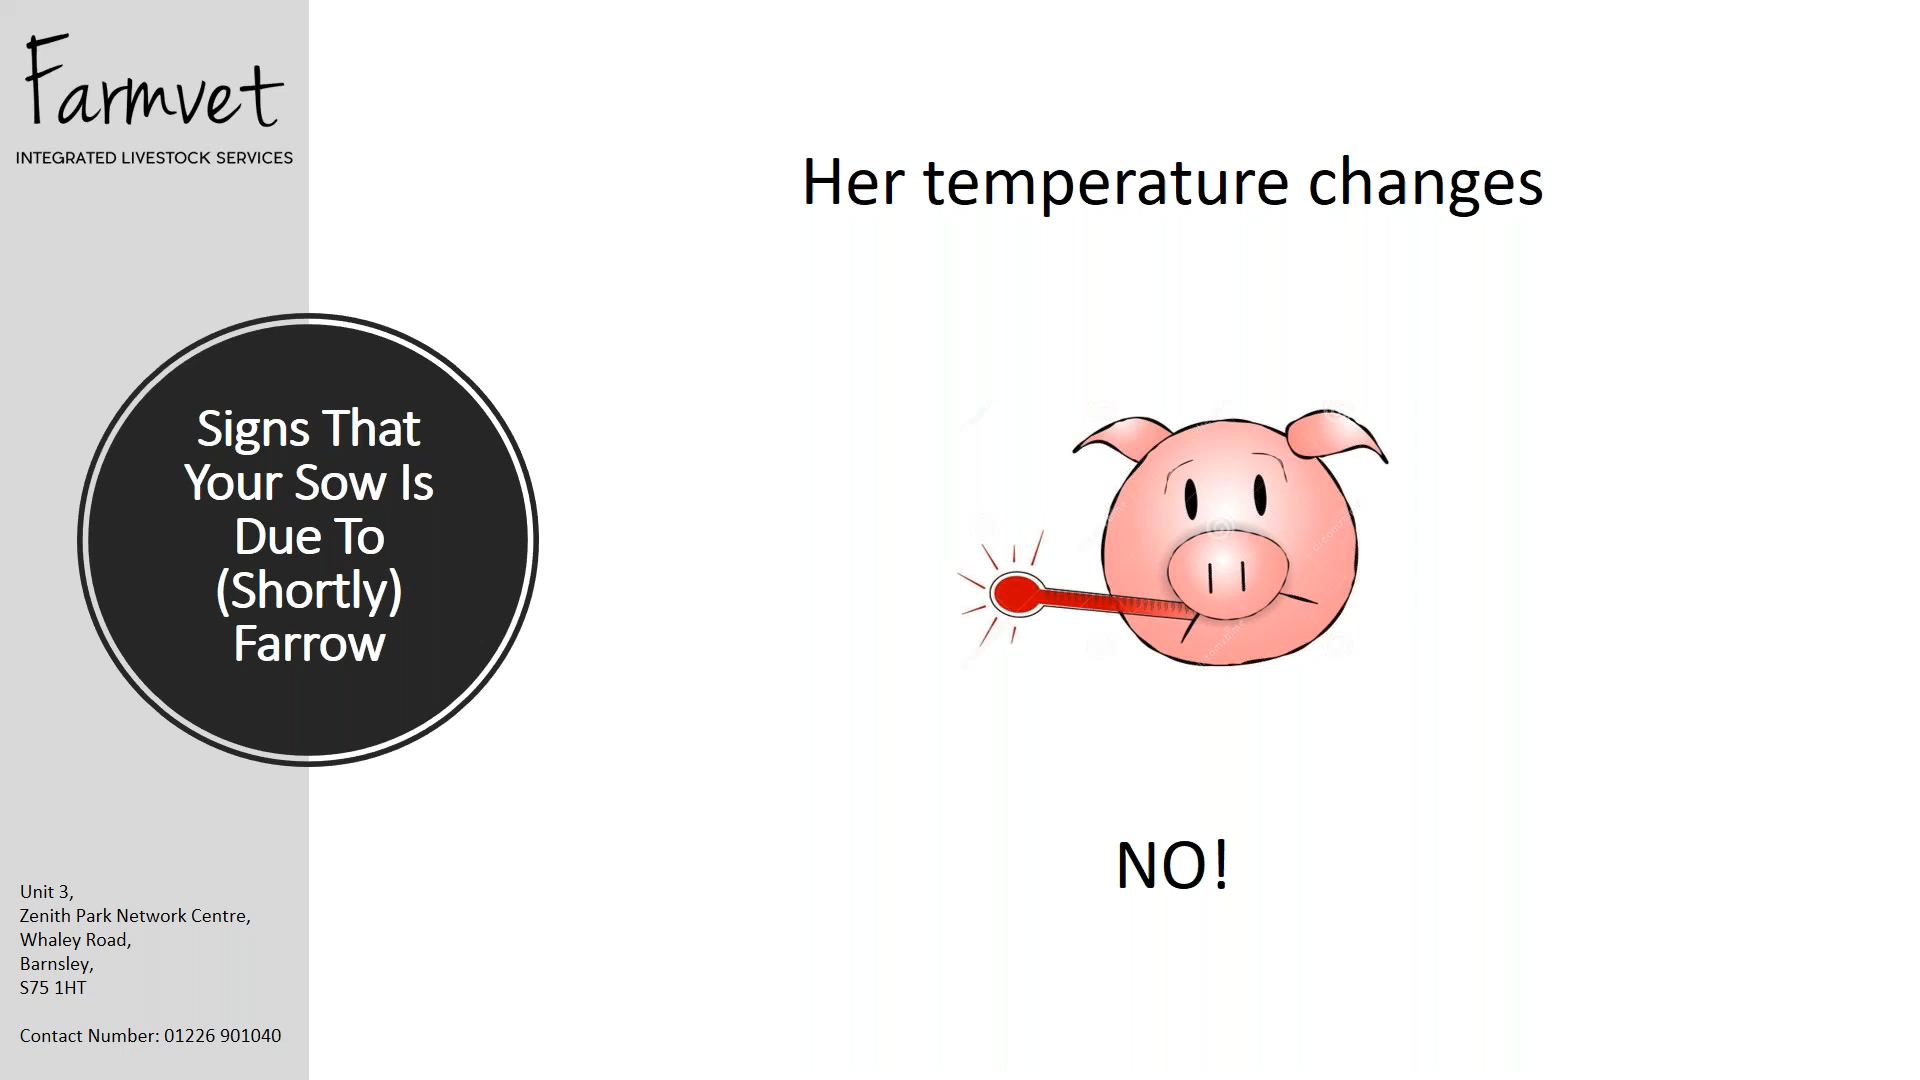 Farmvet
INTEGRATED LIVESTOCK SERVICES
Her temperature changes
Signs That
Your Sow Is
Due To
(Shortly)
Farrow
NO!
Unit 3,
Zenith Park Network Centre,
Whaley Road,
Barnsley,
S75 1HT
Contact Number: 01226 901040